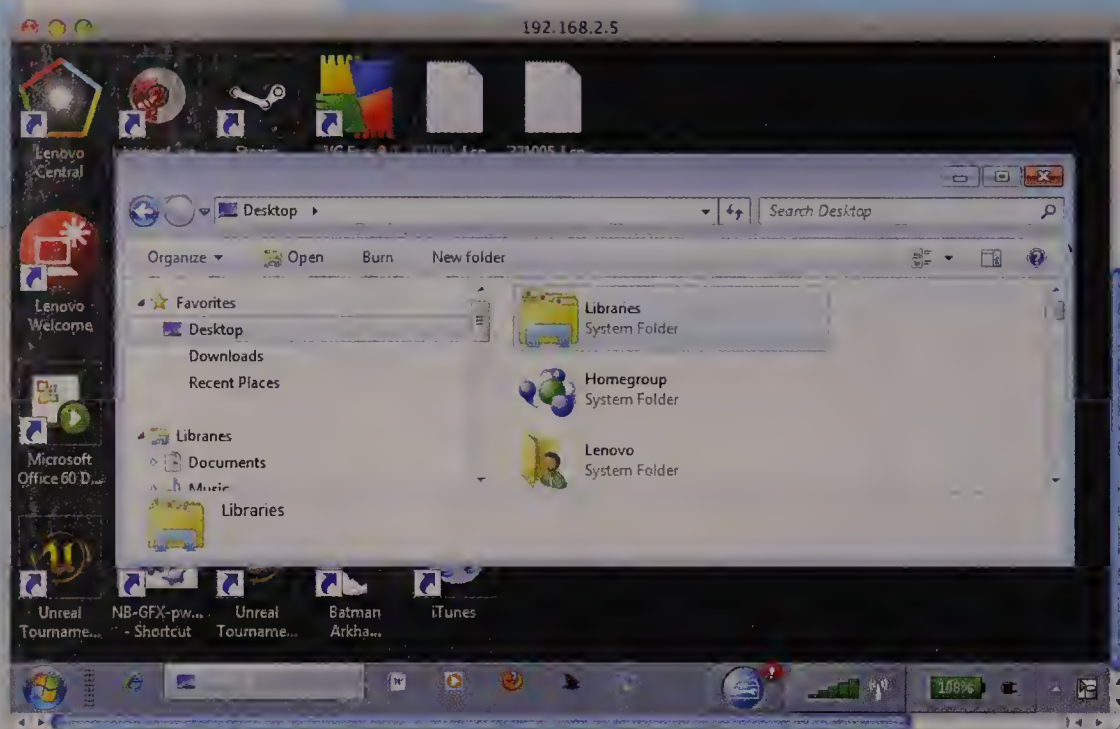 192.168.2.5
Lenovo
Central
Desktop
Search Desktop
Organize
Open
Burn
New folder
Favorites
Desktop
Downloads
Recent Places
Libraries
Documents
Music
Libraries
Libraries
System Folder
Homegroup
System Folder
Lenovo
System Folder
Lenovo
Welcome
Microsoft
Office 60 D...
Unreal
Tourname...
NB-GFX-pw...
- Shortcut
Unreal
Tourname...
Batman
Arkha...
iTunes
108%